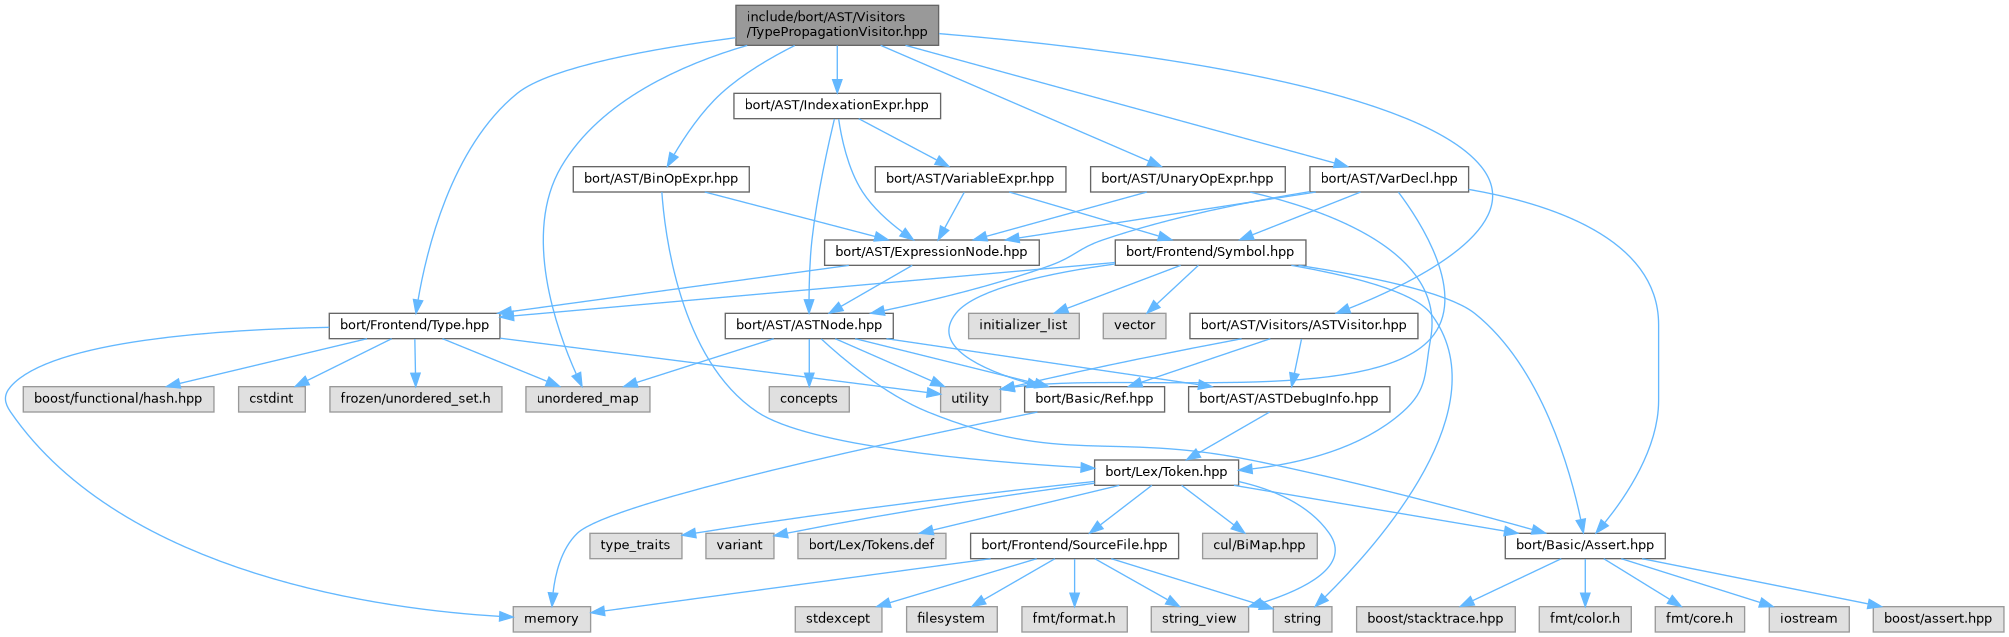 include/bort/AST/Visitors
/TypePropagationVisitor.hpp
bort/AST/IndexationExpr.hpp
bort/AST/BinOpExpr.hpp
bort/AST/VariableExpr.hpp
bort/AST/UnaryOpExpr.hpp
bort/AST/VarDecl.hpp
bort/AST/ExpressionNode.hpp
bort/Frontend/Symbol.hpp
bort/Frontend/Type.hpp
bort/AST/ASTNode.hpp
initializer_list
vector
bort/AST/Visitors/ASTVisitor.hpp
boost/functional/hash.hpp
cstdint
frozen/unordered_set.h
unordered_map
concepts
utility
bort/Basic/Ref.hpp
bort/AST/ASTDebugInfo.hpp
bort/Lex/Token.hpp
type_traits
variant
bort/Lex/Tokens.def
bort/Frontend/SourceFile.hpp
cul/BiMap.hpp
bort/Basic/Assert.hpp
memory
stdexcept
filesystem
fmt/format.h
string_view
string
boost/stacktrace.hpp
fmt/color.h
fmt/core.h
iostream
boost/assert.hpp